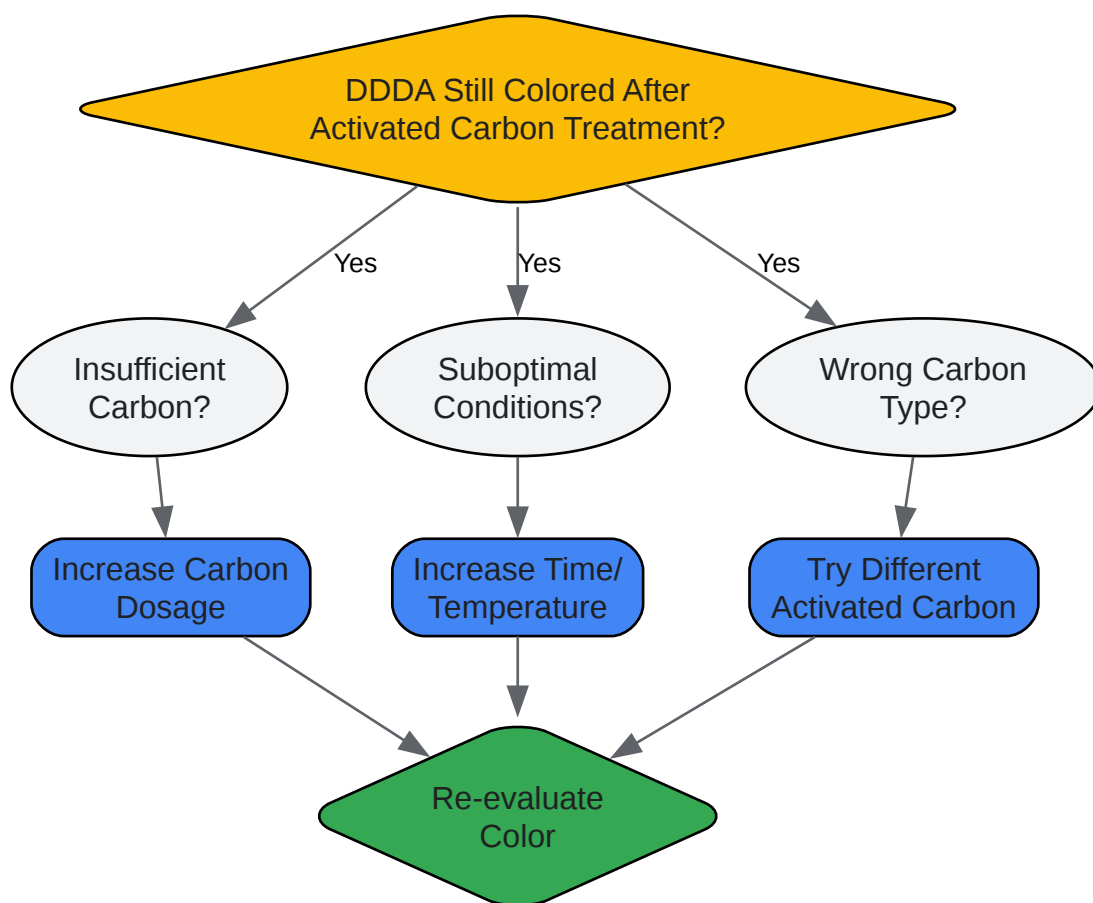 DDDA Still Colored After
Activated Carbon Treatment?
Yes
Yes
Yes
Insufficient
Carbon?
Suboptimal
Conditions?
Wrong Carbon
Type?
Increase Carbon
Dosage
Increase Time/
Temperature
Try Different
Activated Carbon
Re-evaluate
Color